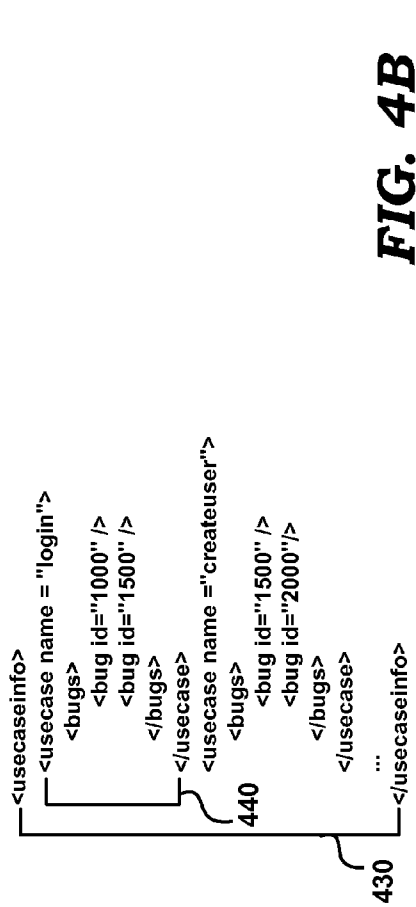 <usecaseinfo>
<usecase name = "login">
<bugs>
<bug id="1000" />
<bug id="1500" />
</bugs>
</usecase>
<usecase name ="createuser">
<bugs>
<bug id="1500" />
<bug id="2000"/>
</bugs>
</usecase>
...
</usecaseinfo>
440
430
FIG. 4B